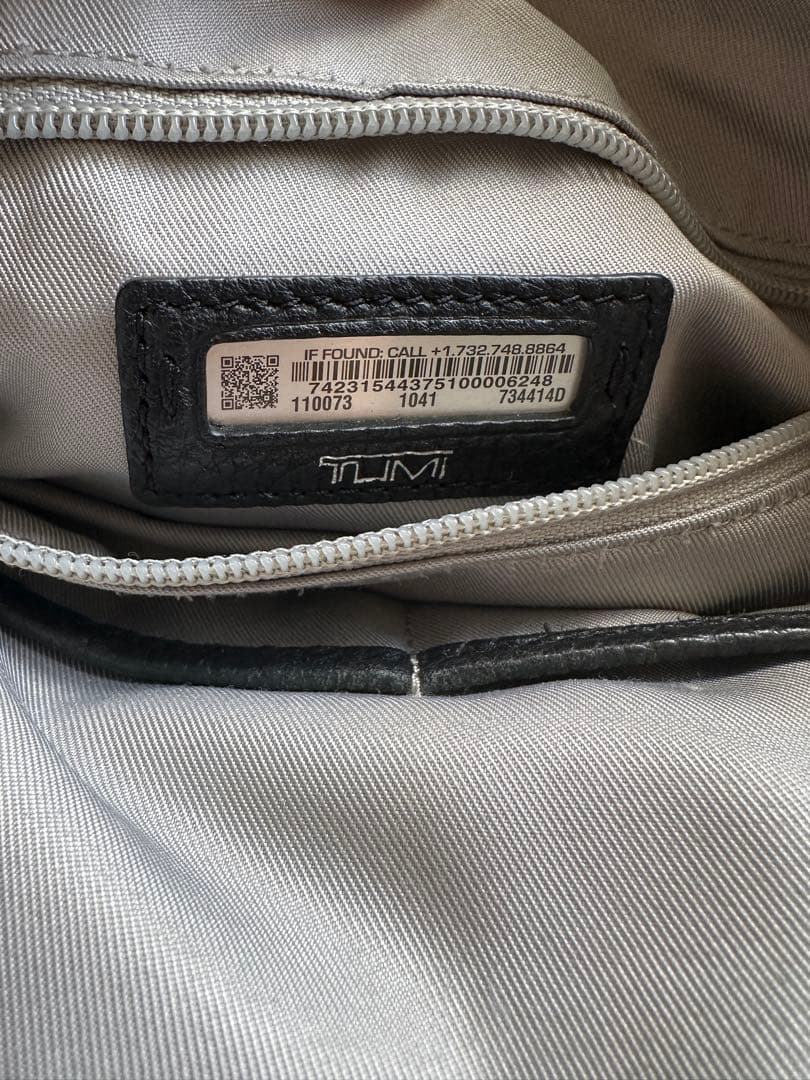 IF FOUND: CALL +1.732.748.8864
74231544375100006248
110073 1041 734414D
TUMI